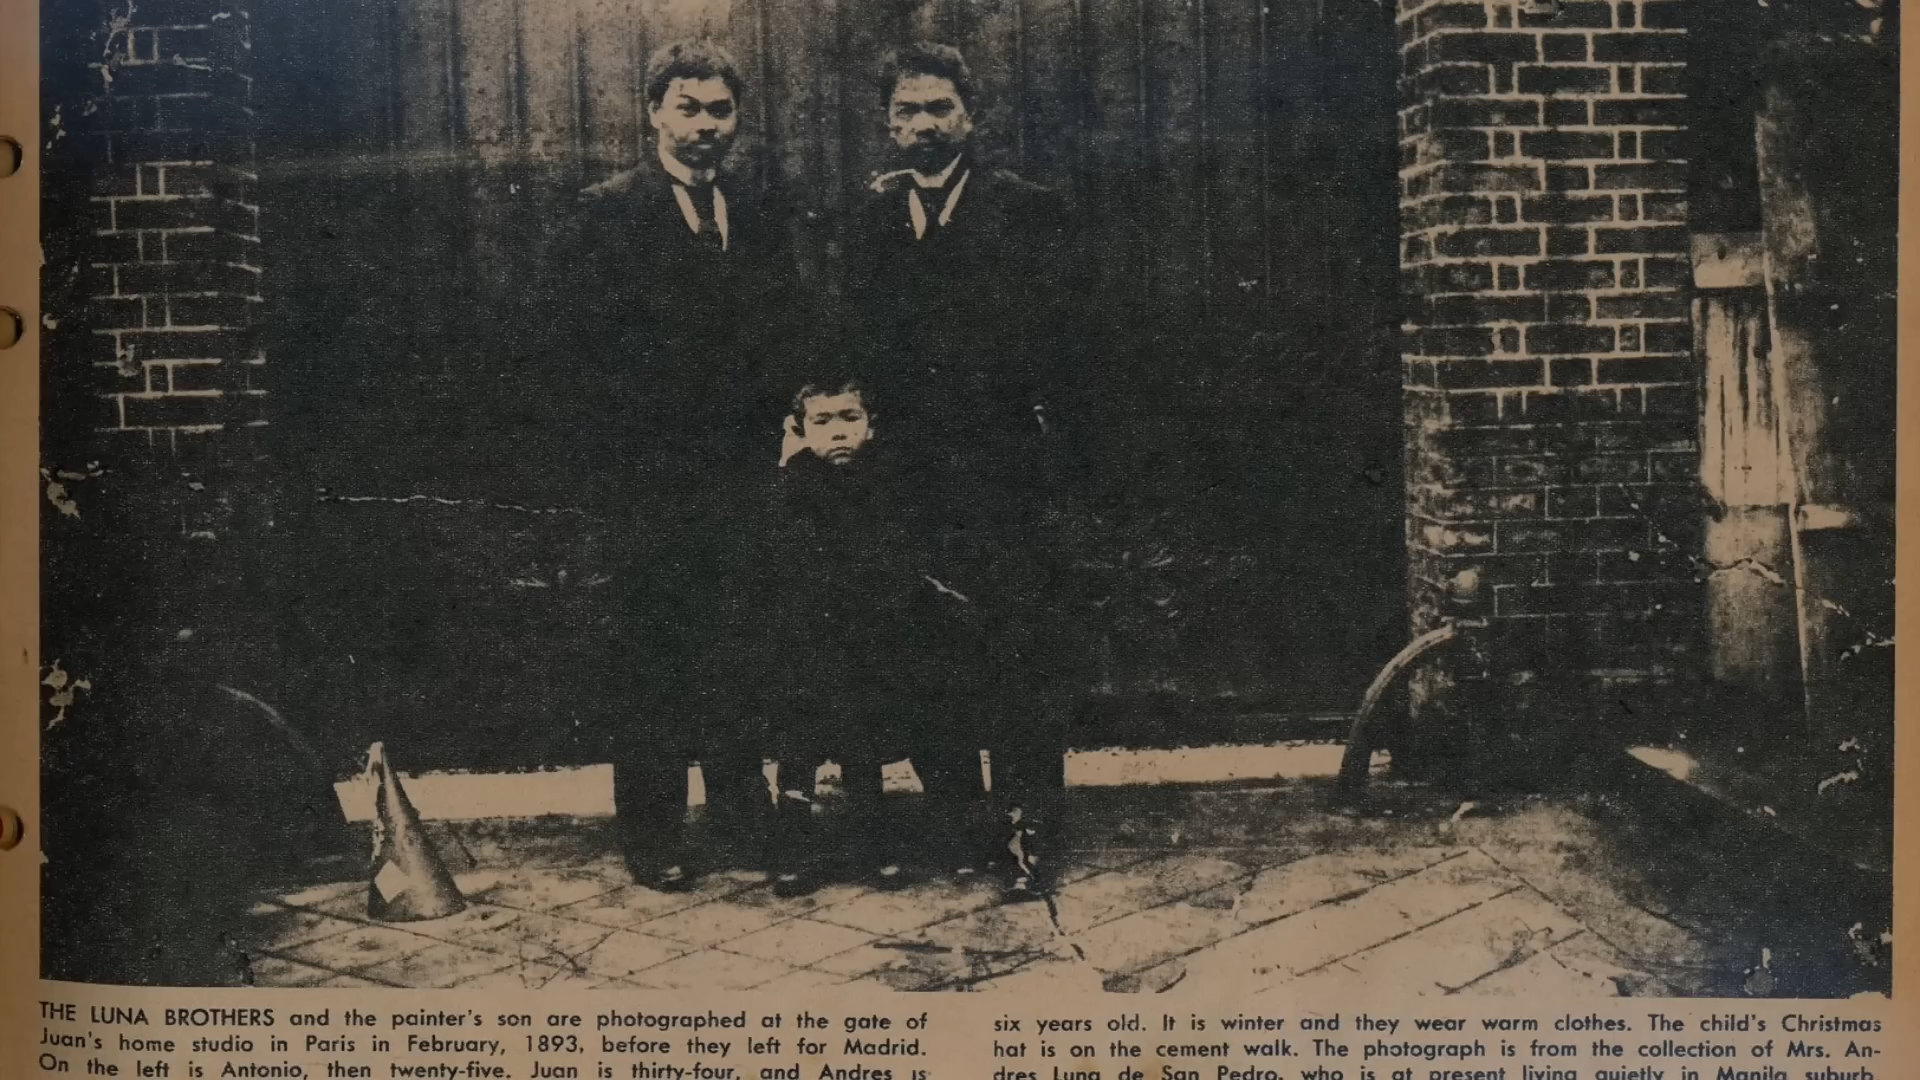 THE LUNA BROTHERS and the painter's son are photographed at the gate of
Juan's home studio in Paris in February, 1893, before they left for Madrid.
On the left is Antonio, then twenty-five. Juan is thirty-four, and Andres is
six years old. It is winter and they wear warm clothes. The child's Christmas
hat is on the cement walk. The photograph is from the collection of Mrs. An-
dres Luna de San Pedro, who is at present living quietly in Manila suburb.